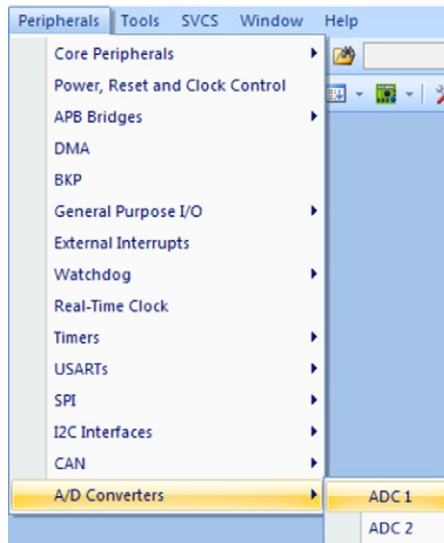 Peripherals Tools SVCS Window Help
Core Peripherals
Power, Reset and Clock Control
APB Bridges
DMA
BKP
General Purpose I/O
External Interrupts
Watchdog
Real-Time Clock
Timers
USARTs
SPI
I2C Interfaces
CAN
A/D Converters
ADC 1
ADC 2